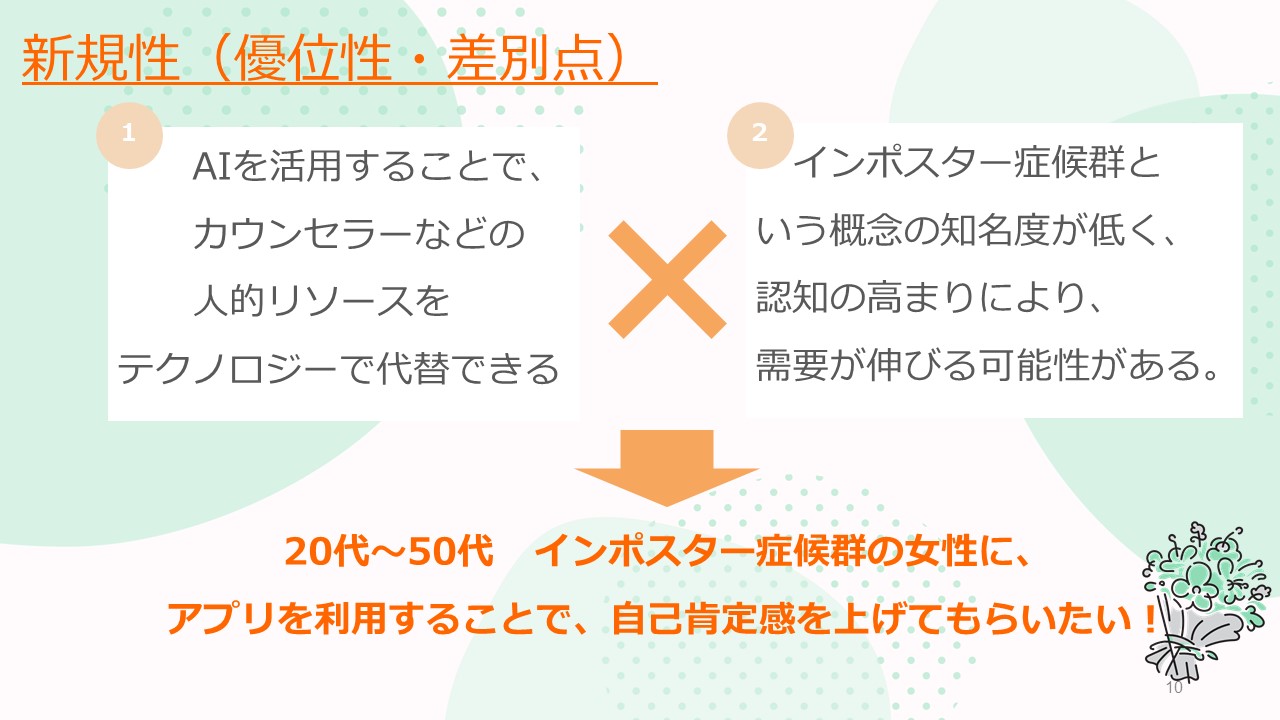 新規性（優位性・差別点）
1
AIを活用することで、
カウンセラーなどの
人的リソースを
テクノロジーで代替できる
2
インポスター症候群と
いう概念の知名度が低く、
認知の高まりにより、
需要が伸びる可能性がある。
20代～50代　インポスター症候群の女性に、
アプリを利用することで、自己肯定感を上げてもらいたい！
10